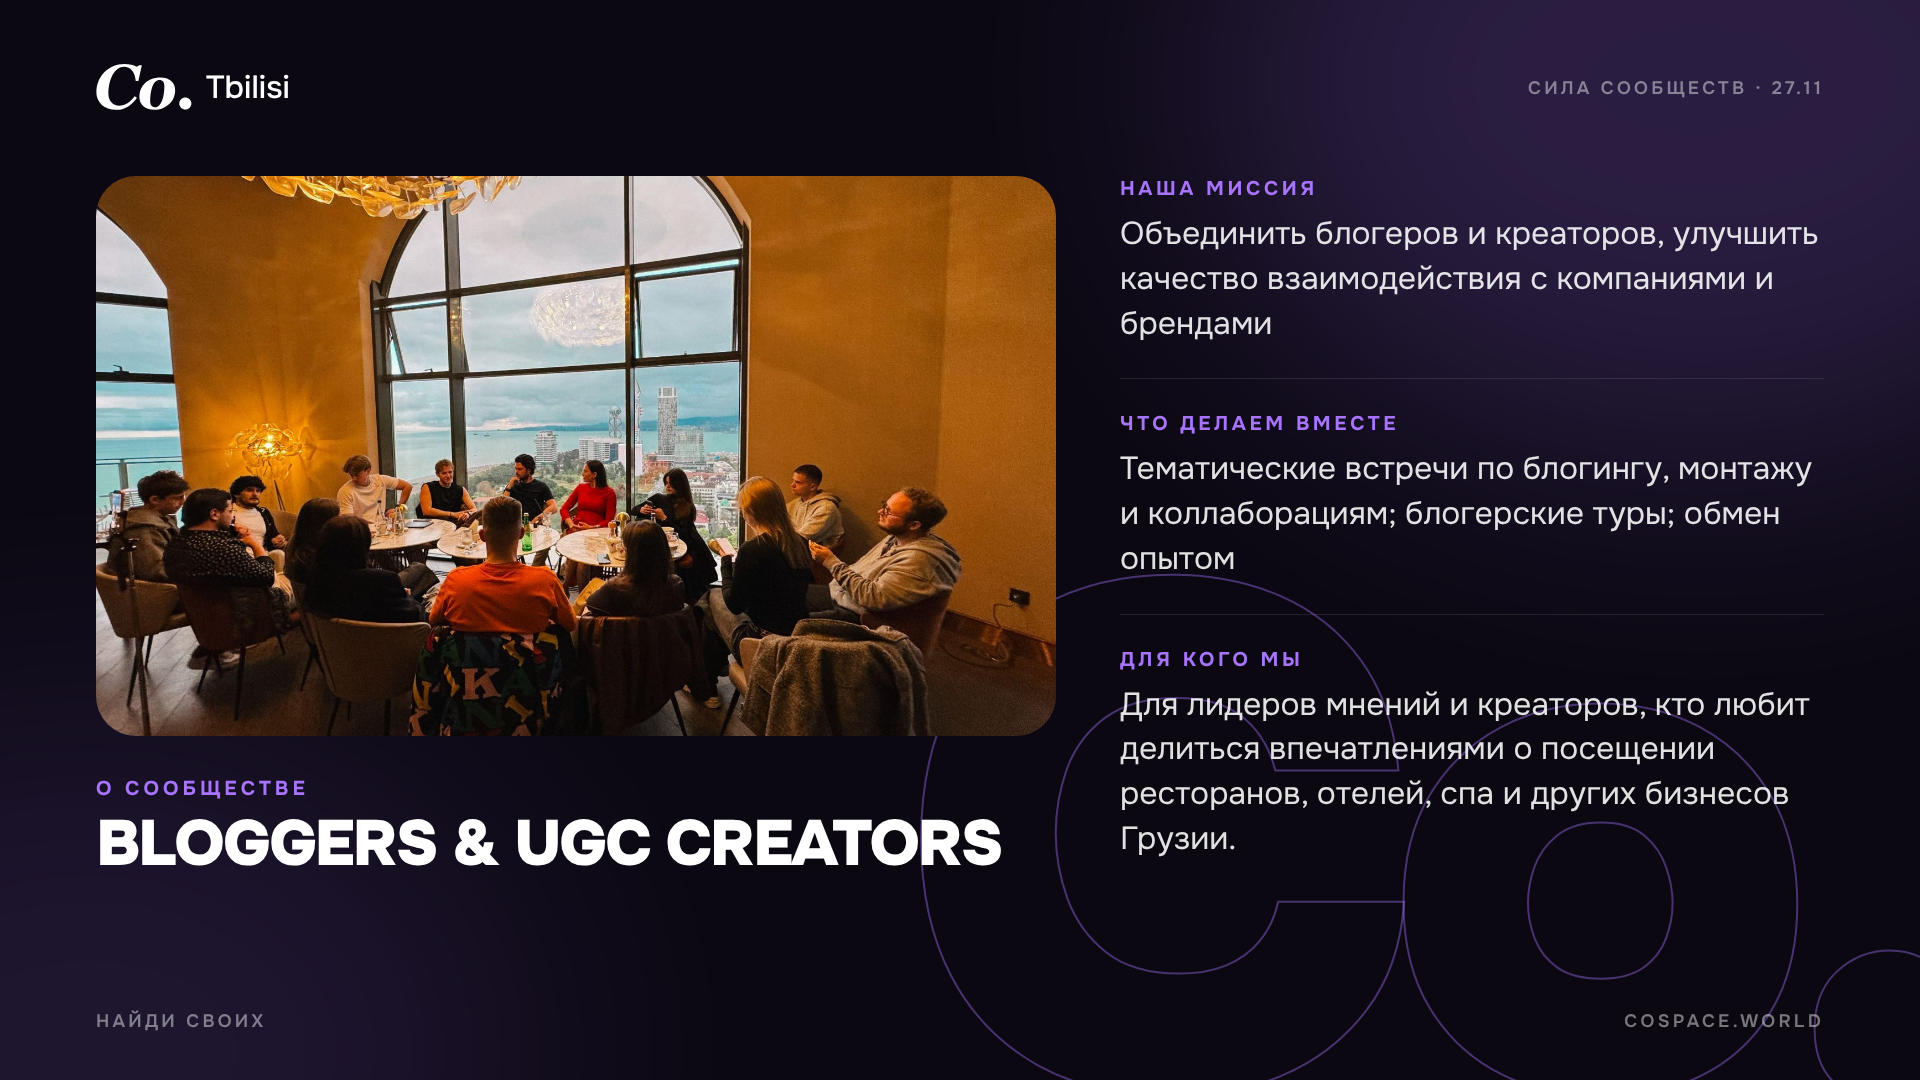 Co. Tbilisi
СИЛА СООБЩЕСТВ · 27.11
НАША МИССИЯ
Объединить блогеров и креаторов, улучшить
качество взаимодействия с компаниями и
брендами
ЧТО ДЕЛАЕМ ВМЕСТЕ
Тематические встречи по блогингу, монтажу
и коллаборациям; блогерские туры; обмен
опытом
ДЛЯ КОГО МЫ
Для лидеров мнений и креаторов, кто любит
делиться впечатлениями о посещении
ресторанов, отелей, спа и других бизнесов
Грузии.
О СООБЩЕСТВЕ
BLOGGERS & UGC CREATORS
Co.
НАЙДИ СВОИХ
COSPACE.WORLD